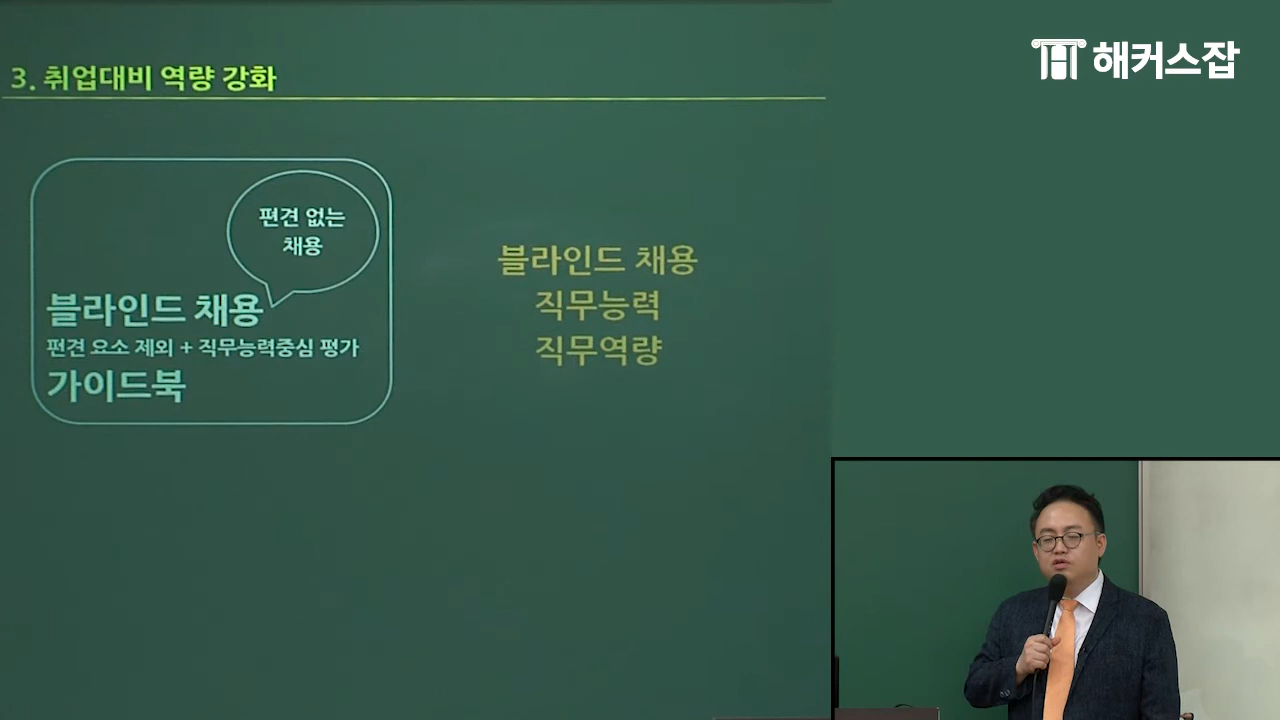 해커스잡
3. 취업대비 역량 강화
편견 없는
채용
블라인드 채용
편견 요소 제외 + 직무능력중심 평가
가이드북
블라인드 채용
직무능력
직무역량